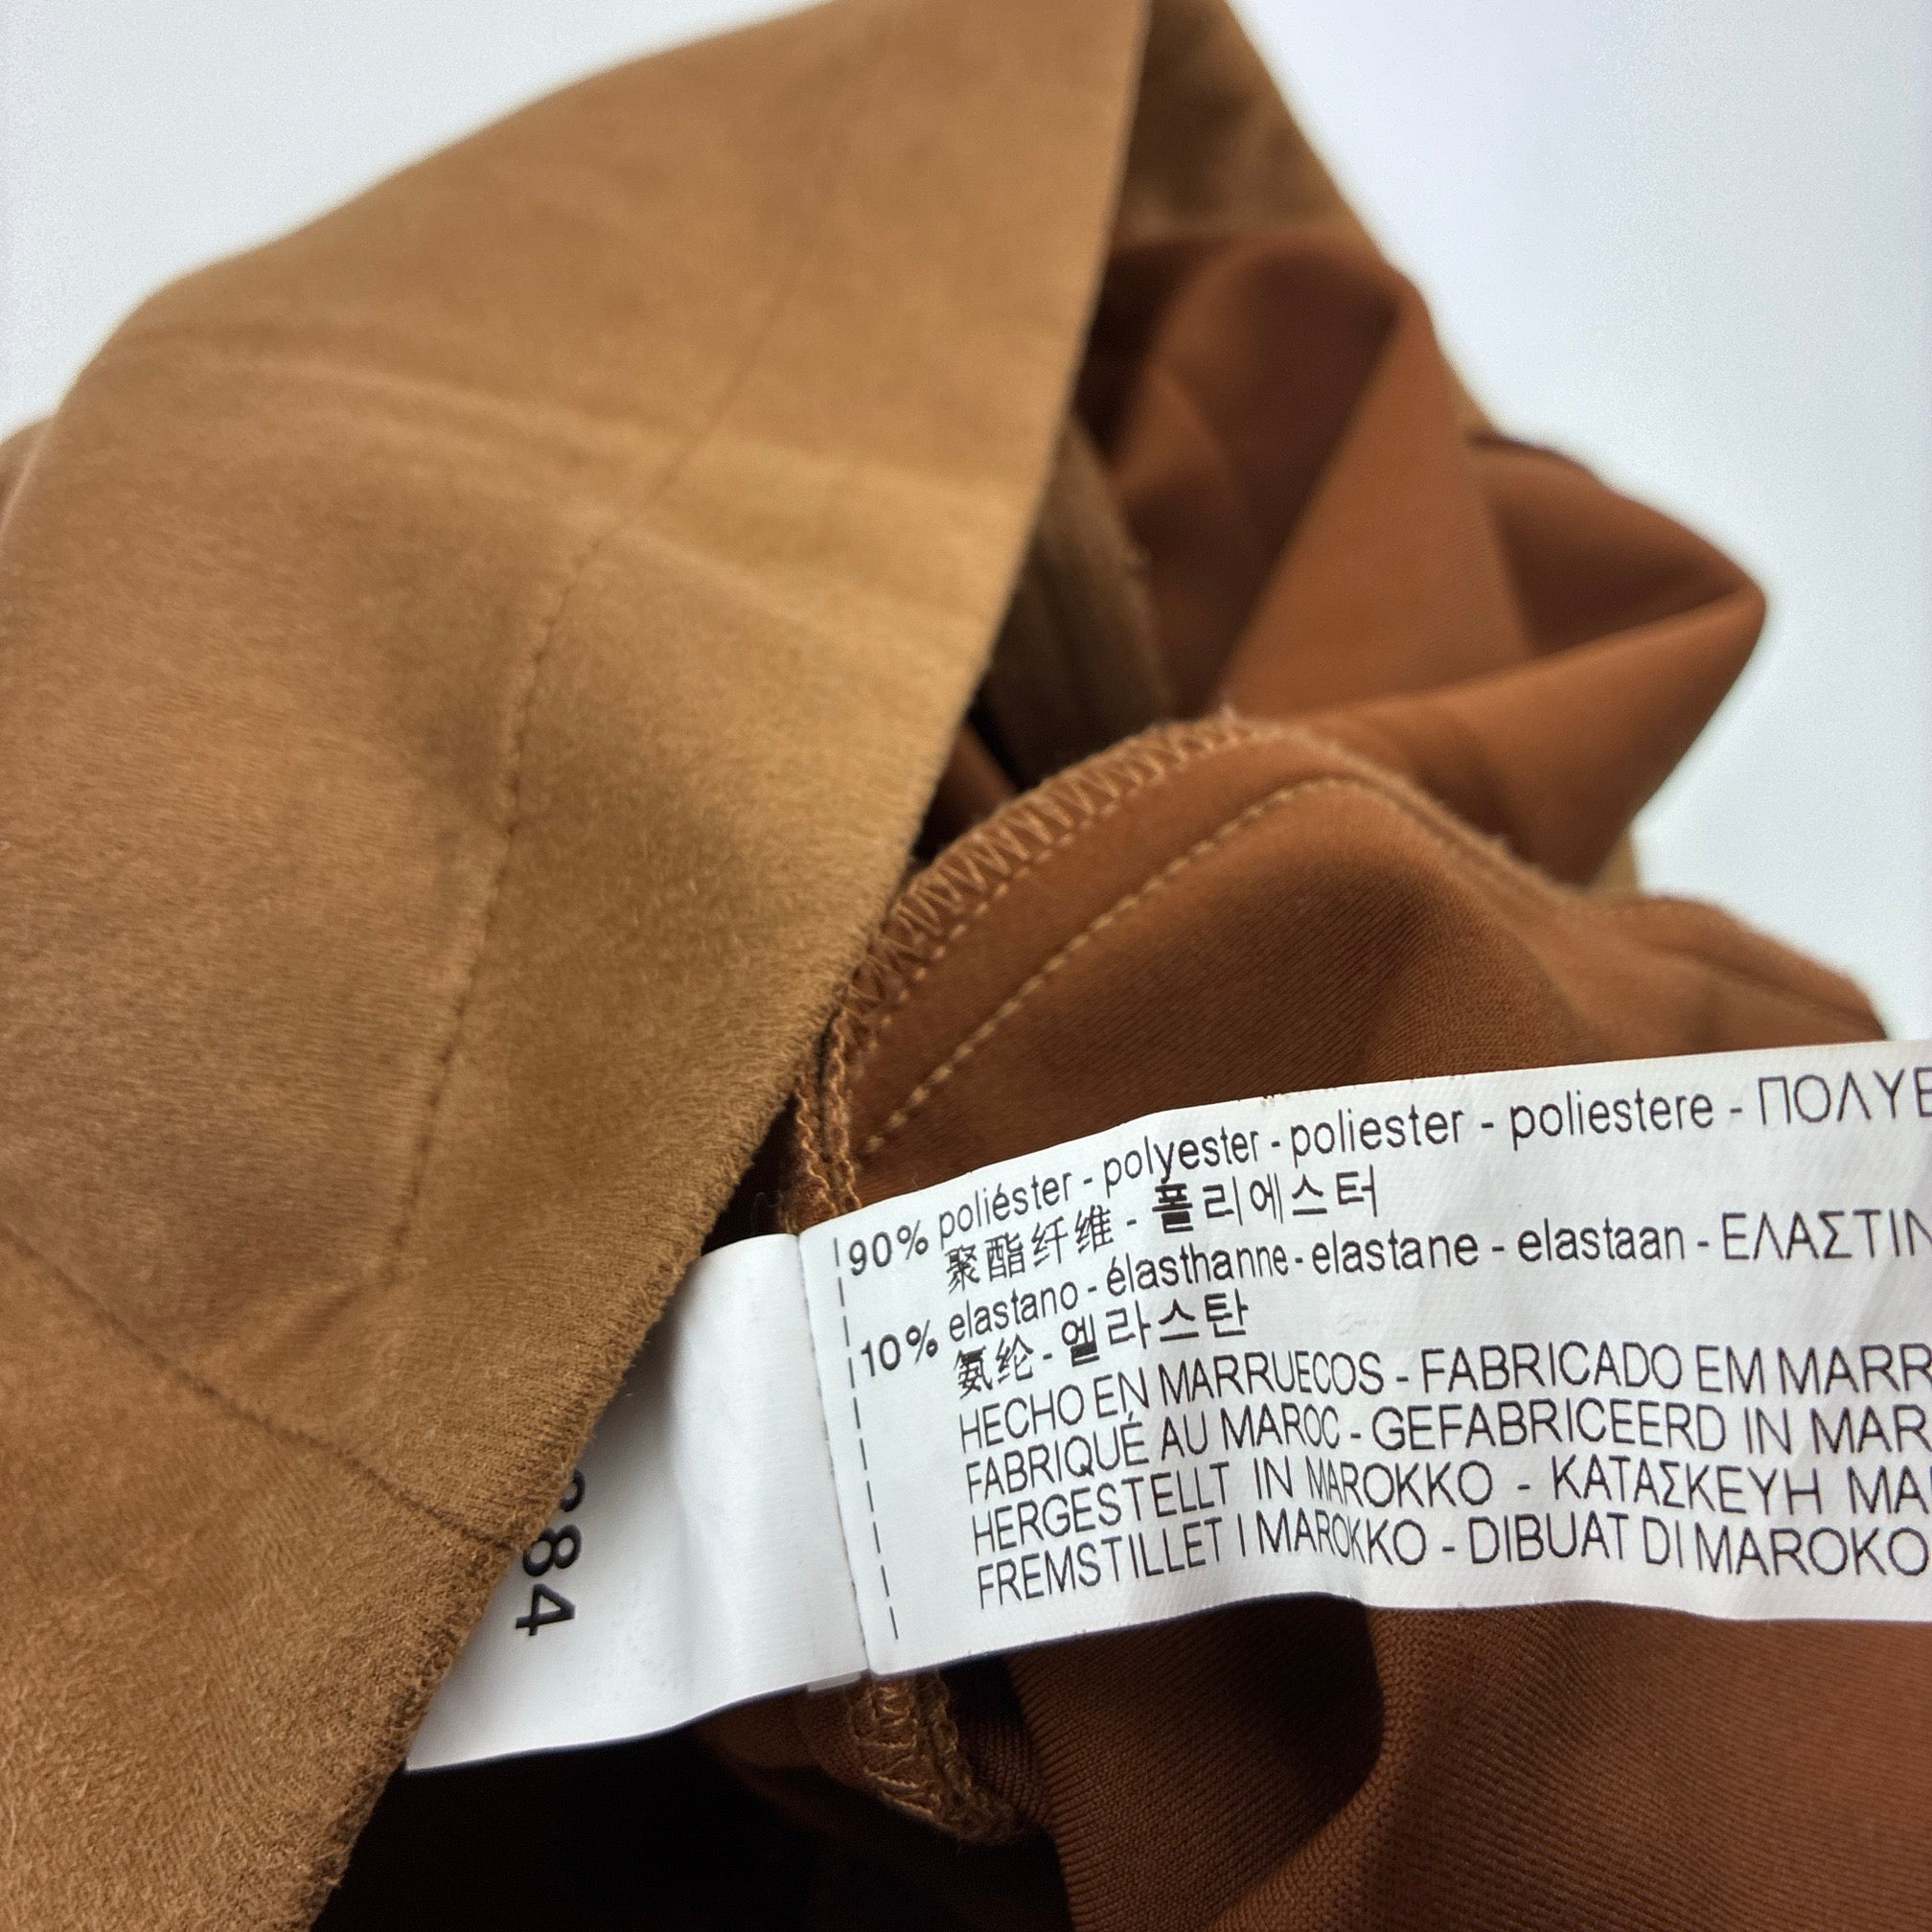 90% poliéster - polyester - poliester - poliestere - ΠΟΛΥΕ
聚酯纤维 - 폴리에스터
10% elastano - élasthanne - elastane - elastaan - ΕΛΑΣΤΙΝ
氨纶 - 엘라스탄
HECHO EN MARRUECOS - FABRICADO EM MARR
FABRIQUÉ AU MAROC - GEFABRICEERD IN MAR
HERGESTELLT IN MAROKKO - ΚΑΤΑΣΚΕΥΗ ΜΑ
FREMSTILLET I MAROKKO - DIBUAT DI MAROKO
384